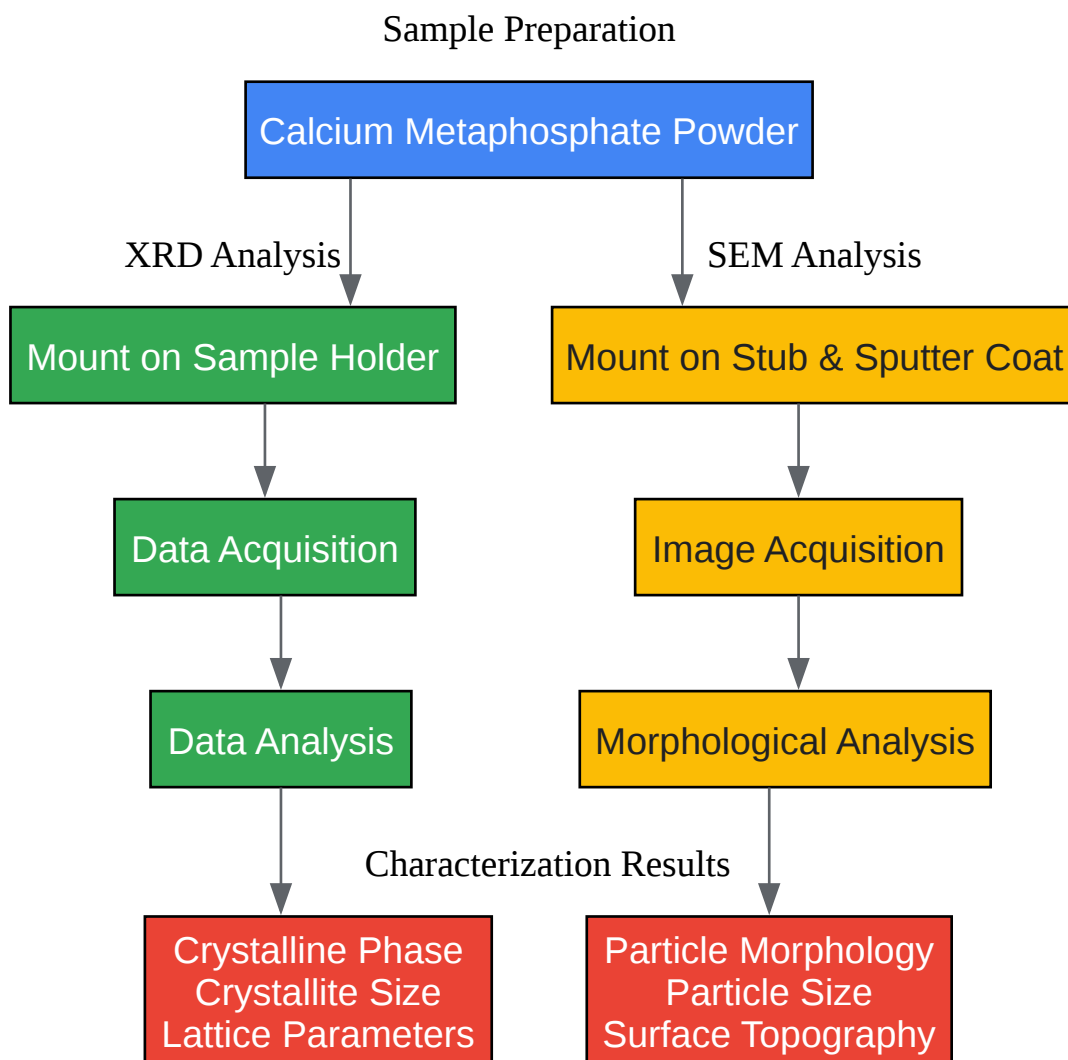 Sample Preparation
Calcium Metaphosphate Powder
XRD Analysis
SEM Analysis
Mount on Sample Holder
Mount on Stub & Sputter Coat
Data Acquisition
Image Acquisition
Data Analysis
Morphological Analysis
Characterization Results
Crystalline Phase
Crystallite Size
Lattice Parameters
Particle Morphology
Particle Size
Surface Topography